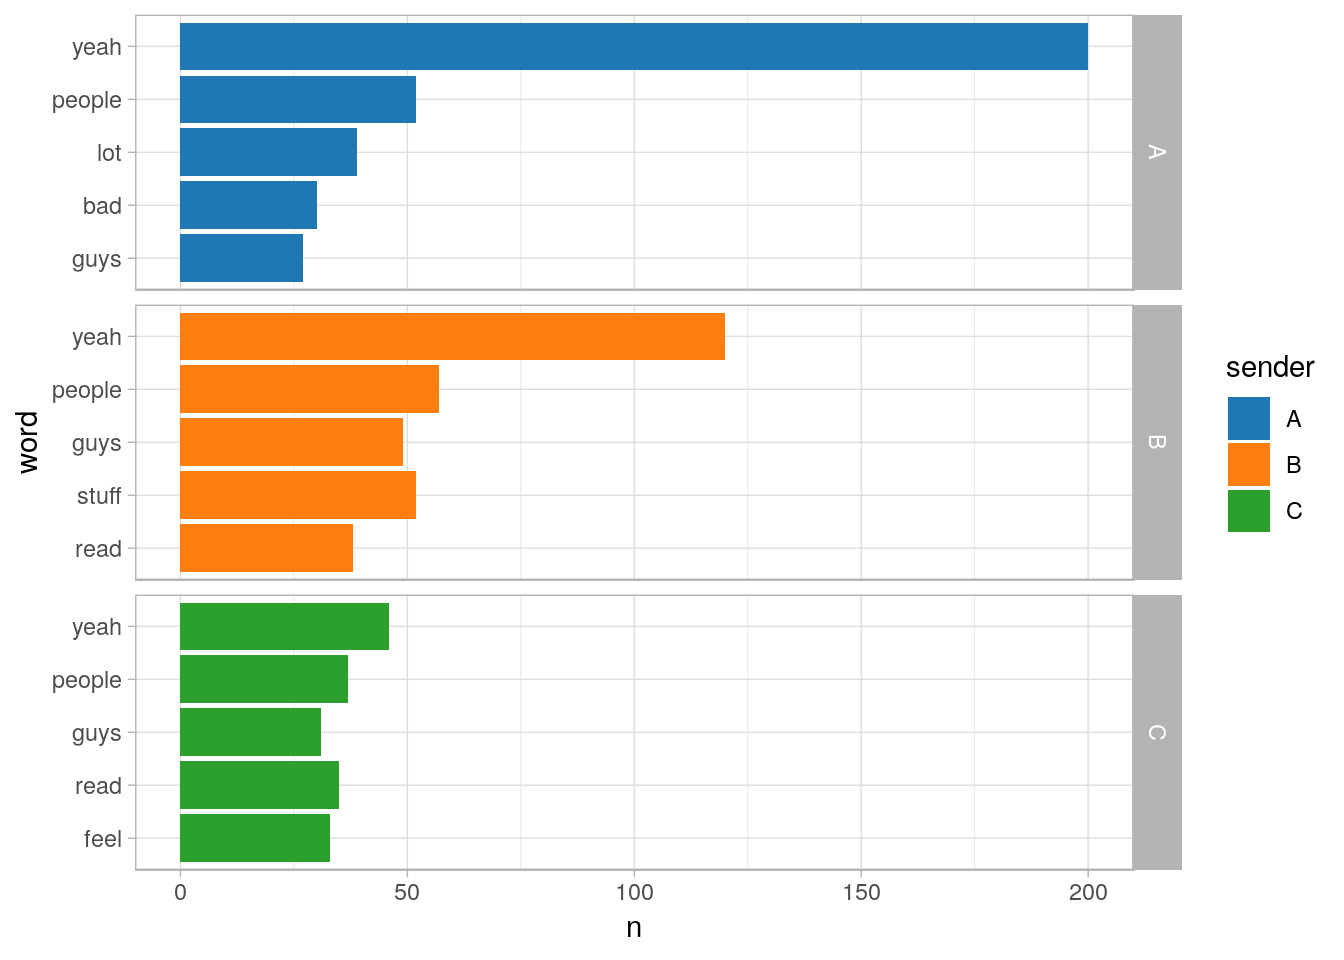 yeah
people
lot
bad
guys
A
yeah
people
guys
stuff
read
B
yeah
people
guys
read
feel
C
0 50 100 150 200
n
word
sender
A
B
C